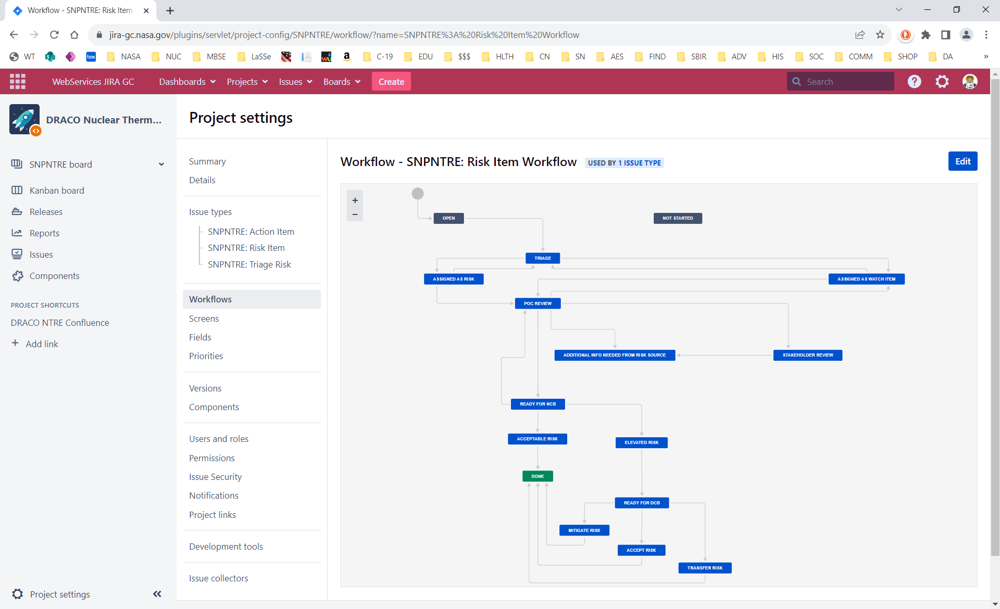 Workflow - SNPNTRE: Risk Item
jira-gc.nasa.gov/plugins/servlet/project-config/SNPNTRE/workflow/?name=SNPNTRE%3A%20Risk%20Item%20Workflow
WT box NASA NUC MBSE LaSSe C-19 EDU $$$ HLTH CN SN AES FIND SBIR ADV HIS SOC COMM SHOP DA »
WebServices JIRA GC Dashboards Projects Issues Boards Create Search
DRACO Nuclear Therm...
SNPNTRE board
Kanban board
Releases
Reports
Issues
Components
PROJECT SHORTCUTS
DRACO NTRE Confluence
+ Add link
Project settings
Project settings
Summary
Details
Issue types
SNPNTRE: Action Item
SNPNTRE: Risk Item
SNPNTRE: Triage Risk
Workflows
Screens
Fields
Priorities
Versions
Components
Users and roles
Permissions
Issue Security
Notifications
Project links
Development tools
Issue collectors
Workflow - SNPNTRE: Risk Item Workflow USED BY 1 ISSUE TYPE Edit
+
−
OPEN NOT STARTED
TRIAGE
ASSIGNED AS RISK ASSIGNED AS WATCH ITEM
POC REVIEW
ADDITIONAL INFO NEEDED FROM RISK SOURCE STAKEHOLDER REVIEW
READY FOR NCB
ACCEPTABLE RISK
ELEVATED RISK
DONE
READY FOR DCB
MITIGATE RISK
ACCEPT RISK
TRANSFER RISK